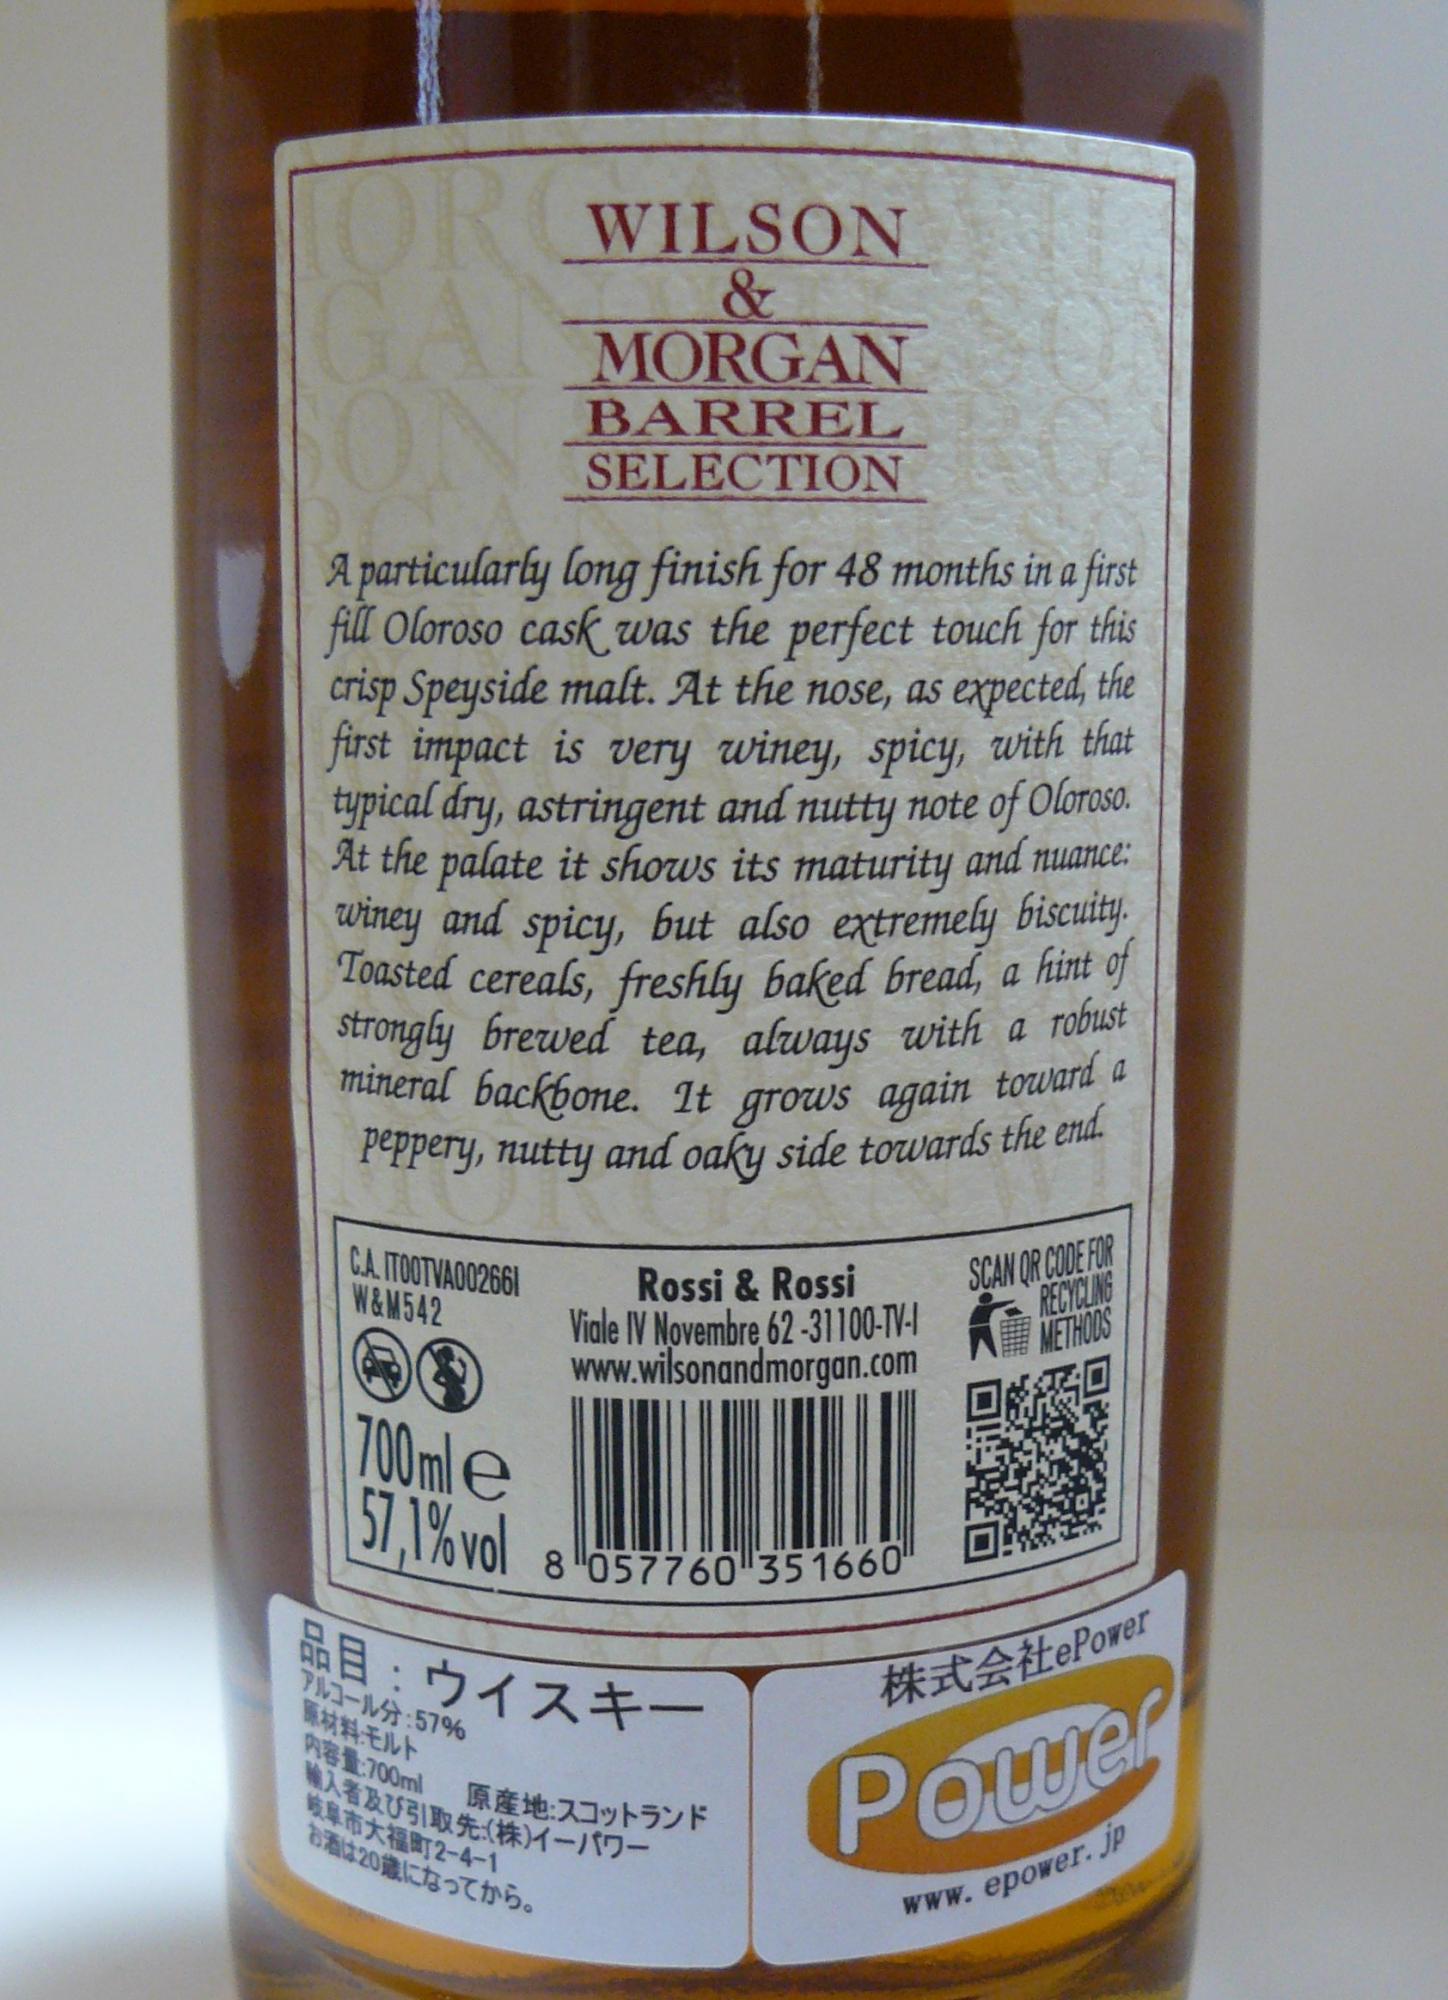 WILSON
&
MORGAN
BARREL
SELECTION
A particularly long finish for 48 months in a first
fill Oloroso cask was the perfect touch for this
crisp Speyside malt. At the nose, as expected, the
first impact is very winey, spicy, with that
typical dry, astringent and nutty note of Oloroso.
At the palate it shows its maturity and nuance:
winey and spicy, but also extremely biscuity.
Toasted cereals, freshly baked bread, a hint of
strongly brewed tea, always with a robust
mineral backbone. It grows again toward a
peppery, nutty and oaky side towards the end.
C.A. IT00TVA00266I
W&M542
700 ml e
57,1% vol
Rossi & Rossi
Viale IV Novembre 62 -31100-TV-I
www.wilsonandmorgan.com
8 057760 351660
SCAN QR CODE FOR
RECYCLING
METHODS
品目：ウイスキー
アルコール分：57%
原材料:モルト
内容量:700ml 原産地:スコットランド
輸入者及び引取先:(株)イーパワー
岐阜市大福町2-4-1
お酒は20歳になってから。
株式会社ePower
Power
www.epower.jp